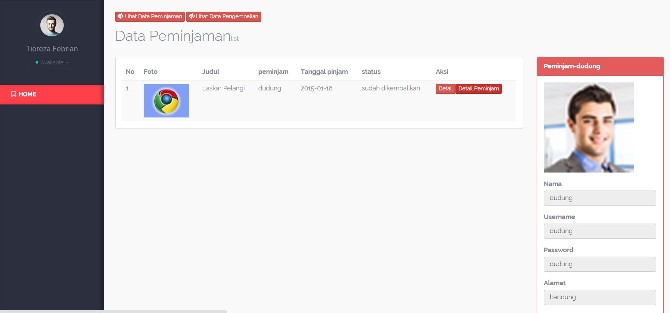 Tioreza Febrian
Available
HOME
Lihat Data Peminjaman Lihat Data Pengembalian
Data Peminjaman list
No Foto Judul peminjam Tanggal pinjam status Aksi
1 Laskar Pelangi dudung 2015-01-16 sudah dikembalikan Detail Detail Peminjam
Peminjam-dudung
Nama
dudung
Username
dudung
Password
dudung
Alamat
bandung